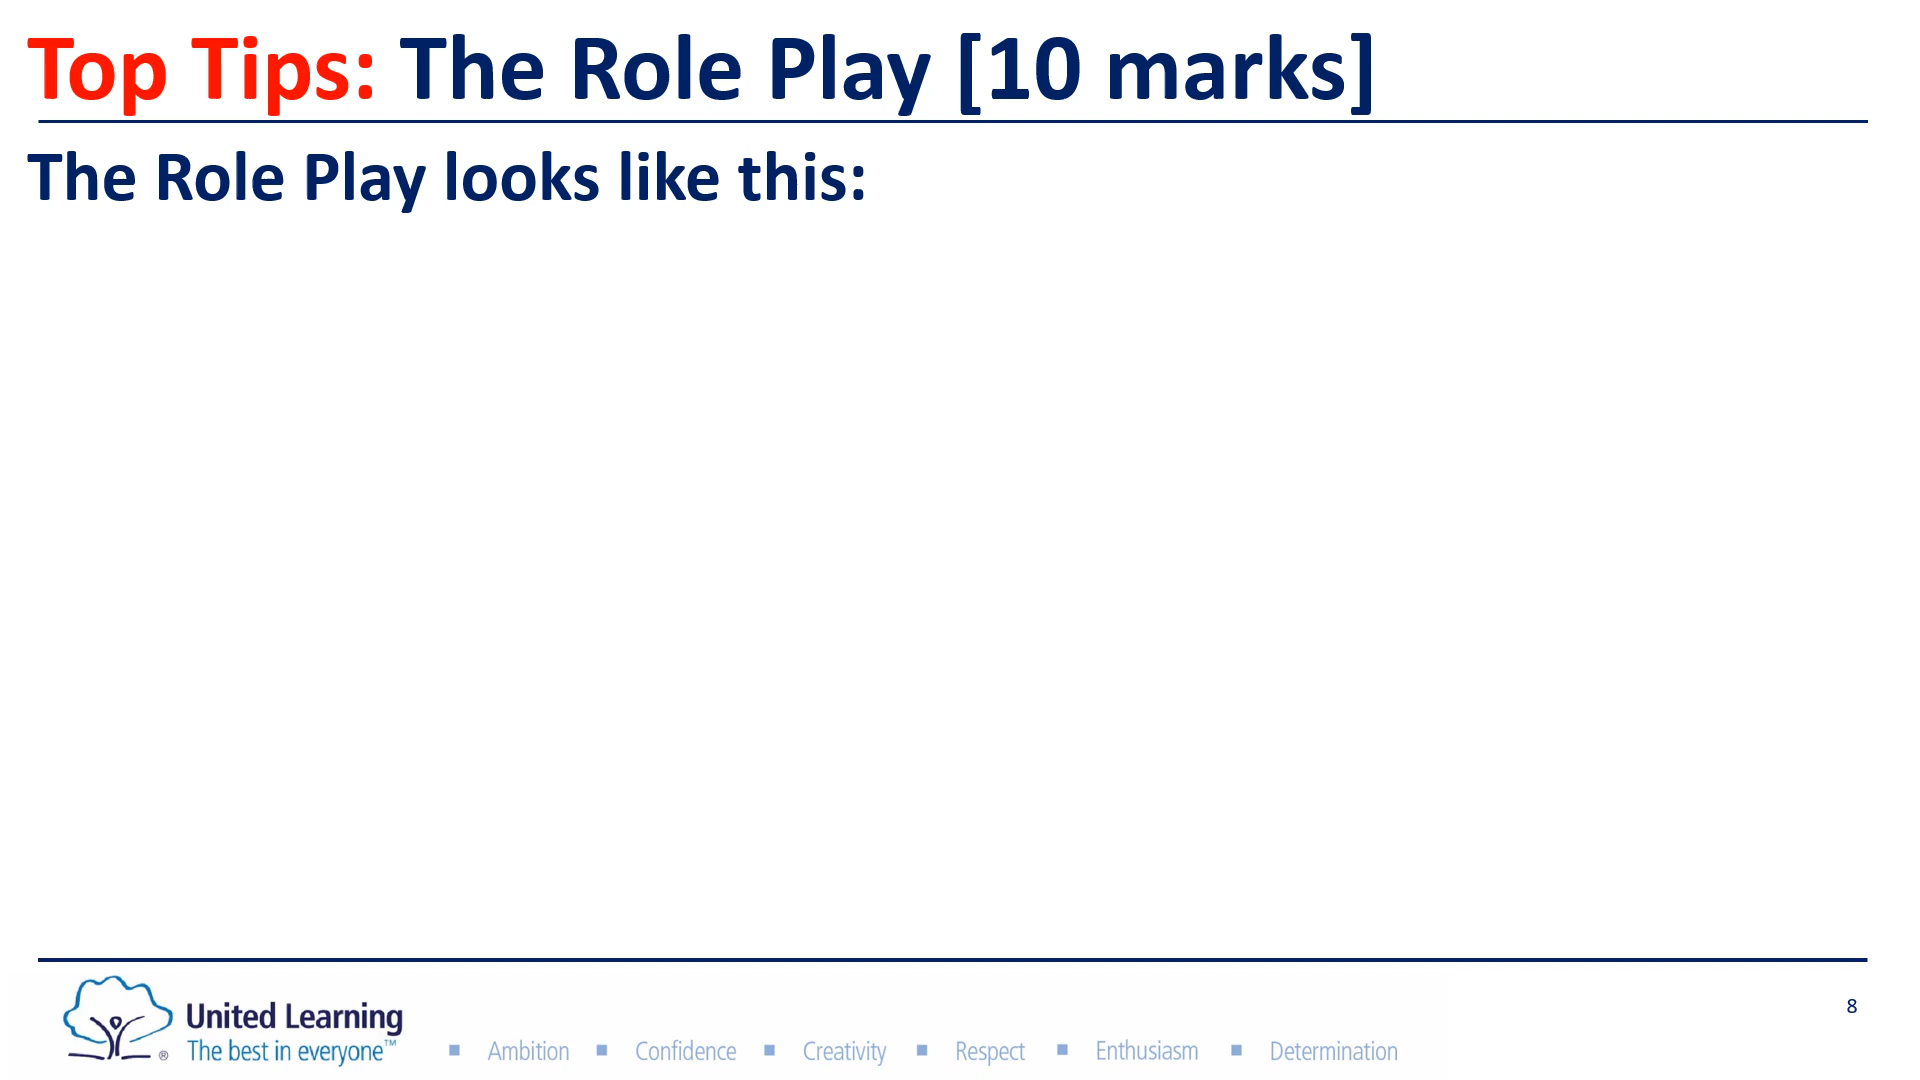 Top Tips: The Role Play [10 marks]
The Role Play looks like this:
8
United Learning
The best in everyone™
®
▪ Ambition ▪ Confidence ▪ Creativity ▪ Respect ▪ Enthusiasm ▪ Determination